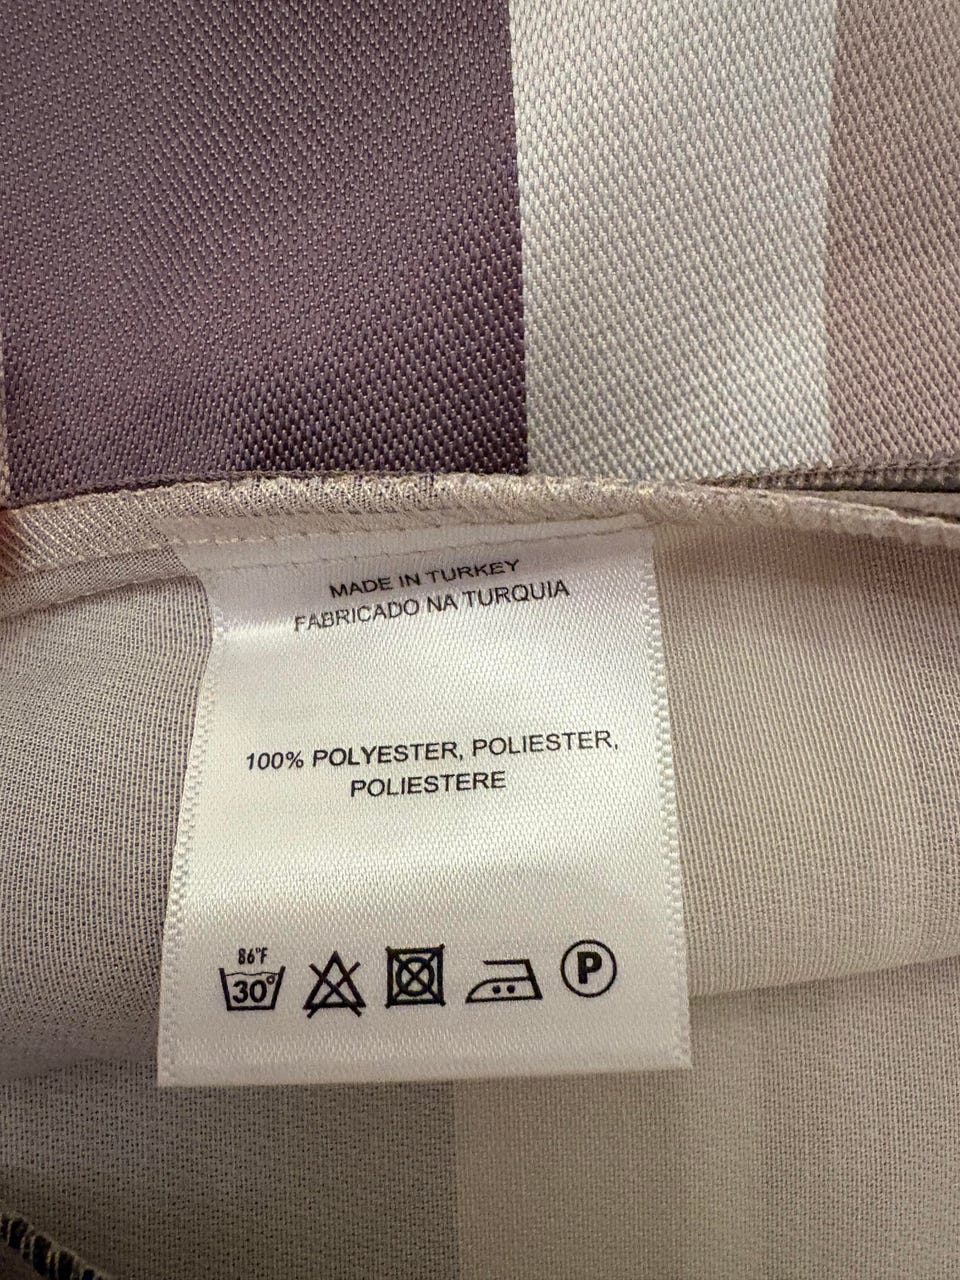 MADE IN TURKEY
FABRICADO NA TURQUIA
100% POLYESTER, POLIESTER,
POLIESTERE
86°F
30° P